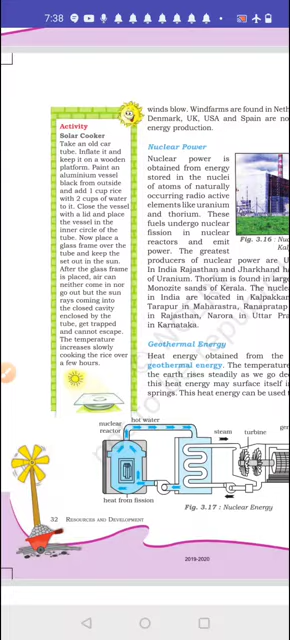 7:38
Activity
Solar Cooker
Take an old car
tube. Inflate it and
keep it on a wooden
platform. Paint an
aluminium vessel
black from outside
and add 1 cup rice
with 2 cups of water
to it. Close the vessel
with a lid and place
the vessel in the
inner circle of the
tube. Now place a
glass frame over the
tube and keep the
set out in the sun.
After the glass frame
is placed, air can
neither come in nor
go out but the sun
rays coming into
the closed cavity
enclosed by the
tube, get trapped
and cannot escape.
The temperature
increases slowly
cooking the rice over
a few hours.
winds blow. Windfarms are found in Neth
Denmark, UK, USA and Spain are no
energy production.
Nuclear Power
Nuclear power is
obtained from energy
stored in the nuclei
of atoms of naturally
occurring radio active
elements like uranium
and thorium. These
fuels undergo nuclear
fission in nuclear
reactors and emit
power. The greatest
producers of nuclear power are U
In India Rajasthan and Jharkhand ha
of Uranium. Thorium is found in large
Monozite sands of Kerala. The nucle
in India are located in Kalpakkar
Tarapur in Maharastra, Ranapratap
in Rajasthan, Narora in Uttar Pra
in Karnataka.
Fig. 3.16 : Nuc
Kal
Geothermal Energy
Heat energy obtained from the
geothermal energy. The temperature
the earth rises steadily as we go dee
this heat energy may surface itself in
springs. This heat energy can be used t
nuclear
reactor
hot water
steam
turbine
gen
heat from fission
Fig. 3.17 : Nuclear Energy
32 Resources and Development
2019-2020